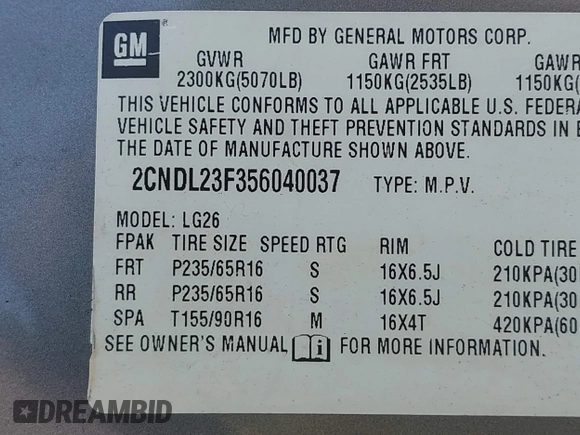 GM ®
MFD BY GENERAL MOTORS CORP.
GVWR GAWR FRT GAWR
2300KG(5070LB) 1150KG(2535LB) 1150KG(
THIS VEHICLE CONFORMS TO ALL APPLICABLE U.S. FEDERA
VEHICLE SAFETY AND THEFT PREVENTION STANDARDS IN E
THE DATE OF MANUFACTURE SHOWN ABOVE.
2CNDL23F356040037 TYPE: M.P.V.
MODEL: LG26
FPAK TIRE SIZE SPEED RTG RIM COLD TIRE
FRT P235/65R16 S 16X6.5J 210KPA(30
RR P235/65R16 S 16X6.5J 210KPA(30
SPA T155/90R16 M 16X4T 420KPA(60
SEE OWNER'S MANUAL i FOR MORE INFORMATION.
DREAMBID